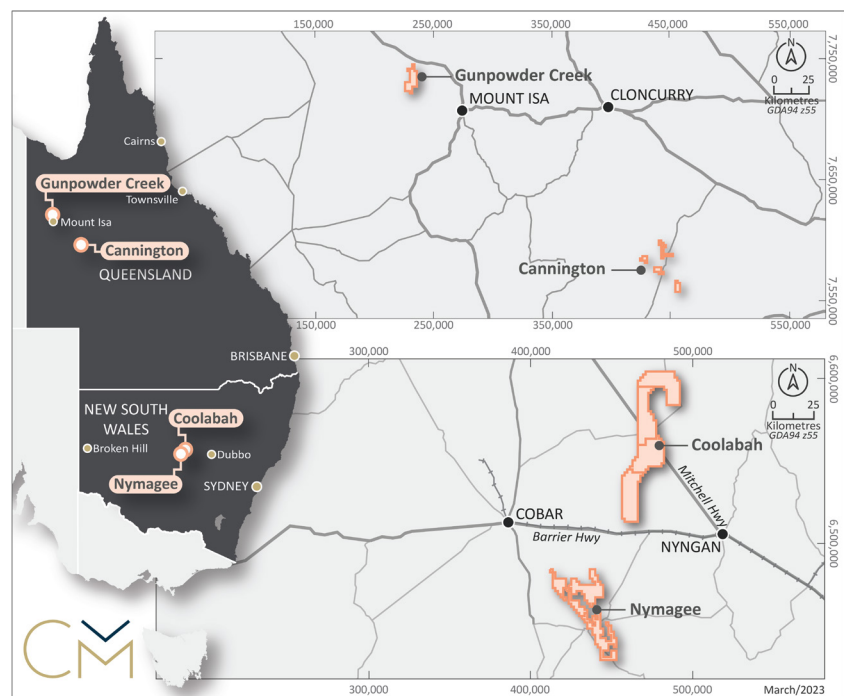 150,000
250,000
350,000
450,000
550,000
7,750,000
7,650,000
7,550,000
N
0 25
Kilometres
GDA94 z55
Gunpowder Creek
MOUNT ISA
CLONCURRY
Cannington
150,000
250,000
350,000
450,000
550,000
Cairns
Gunpowder Creek
Townsville
Mount Isa
Cannington
QUEENSLAND
BRISBANE
NEW SOUTH
WALES
Coolabah
Broken Hill
Dubbo
Nymagee
SYDNEY
300,000
400,000
500,000
6,600,000
6,500,000
N
0 25
Kilometres
GDA94 z55
Coolabah
Mitchell Hwy
COBAR
Barrier Hwy
NYNGAN
Nymagee
300,000
400,000
500,000
CM
March/2023